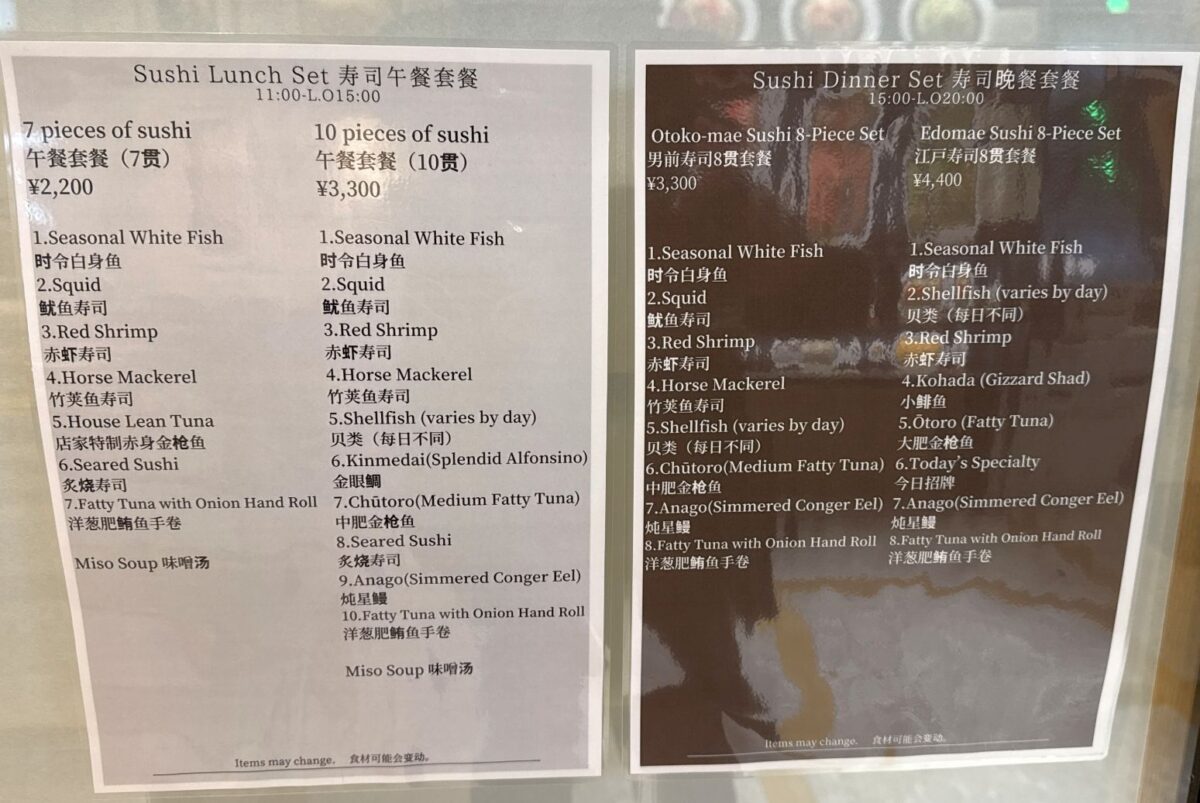 Sushi Lunch Set 寿司午餐套餐
11:00-L.O15:00
7 pieces of sushi
午餐套餐（7贯）
¥2,200
1.Seasonal White Fish
时令白身鱼
2.Squid
鱿鱼寿司
3.Red Shrimp
赤虾寿司
4.Horse Mackerel
竹荚鱼寿司
5.House Lean Tuna
店家特制赤身金枪鱼
6.Seared Sushi
炙烧寿司
7.Fatty Tuna with Onion Hand Roll
洋葱肥鲔鱼手卷
Miso Soup 味噌汤
10 pieces of sushi
午餐套餐（10贯）
¥3,300
1.Seasonal White Fish
时令白身鱼
2.Squid
鱿鱼寿司
3.Red Shrimp
赤虾寿司
4.Horse Mackerel
竹荚鱼寿司
5.Shellfish (varies by day)
贝类（每日不同）
6.Kinmedai(Splendid Alfonsino)
金眼鲷
7.Chūtoro(Medium Fatty Tuna)
中肥金枪鱼
8.Seared Sushi
炙烧寿司
9.Anago(Simmered Conger Eel)
炖星鳗
10.Fatty Tuna with Onion Hand Roll
洋葱肥鲔鱼手卷
Miso Soup 味噌汤
Items may change. 食材可能会变动。
Sushi Dinner Set 寿司晚餐套餐
15:00-L.O20:00
Otoko-mae Sushi 8-Piece Set
男前寿司8贯套餐
¥3,300
1.Seasonal White Fish
时令白身鱼
2.Squid
鱿鱼寿司
3.Red Shrimp
赤虾寿司
4.Horse Mackerel
竹荚鱼寿司
5.Shellfish (varies by day)
贝类（每日不同）
6.Chūtoro(Medium Fatty Tuna)
中肥金枪鱼
7.Anago(Simmered Conger Eel)
炖星鳗
8.Fatty Tuna with Onion Hand Roll
洋葱肥鲔鱼手卷
Edomae Sushi 8-Piece Set
江戸寿司8贯套餐
¥4,400
1.Seasonal White Fish
时令白身鱼
2.Shellfish (varies by day)
贝类（每日不同）
3.Red Shrimp
赤虾寿司
4.Kohada (Gizzard Shad)
小鲱鱼
5.Ōtoro (Fatty Tuna)
大肥金枪鱼
6.Today's Specialty
今日招牌
7.Anago(Simmered Conger Eel)
炖星鳗
8.Fatty Tuna with Onion Hand Roll
洋葱肥鲔鱼手卷
Items may change. 食材可能会变动。